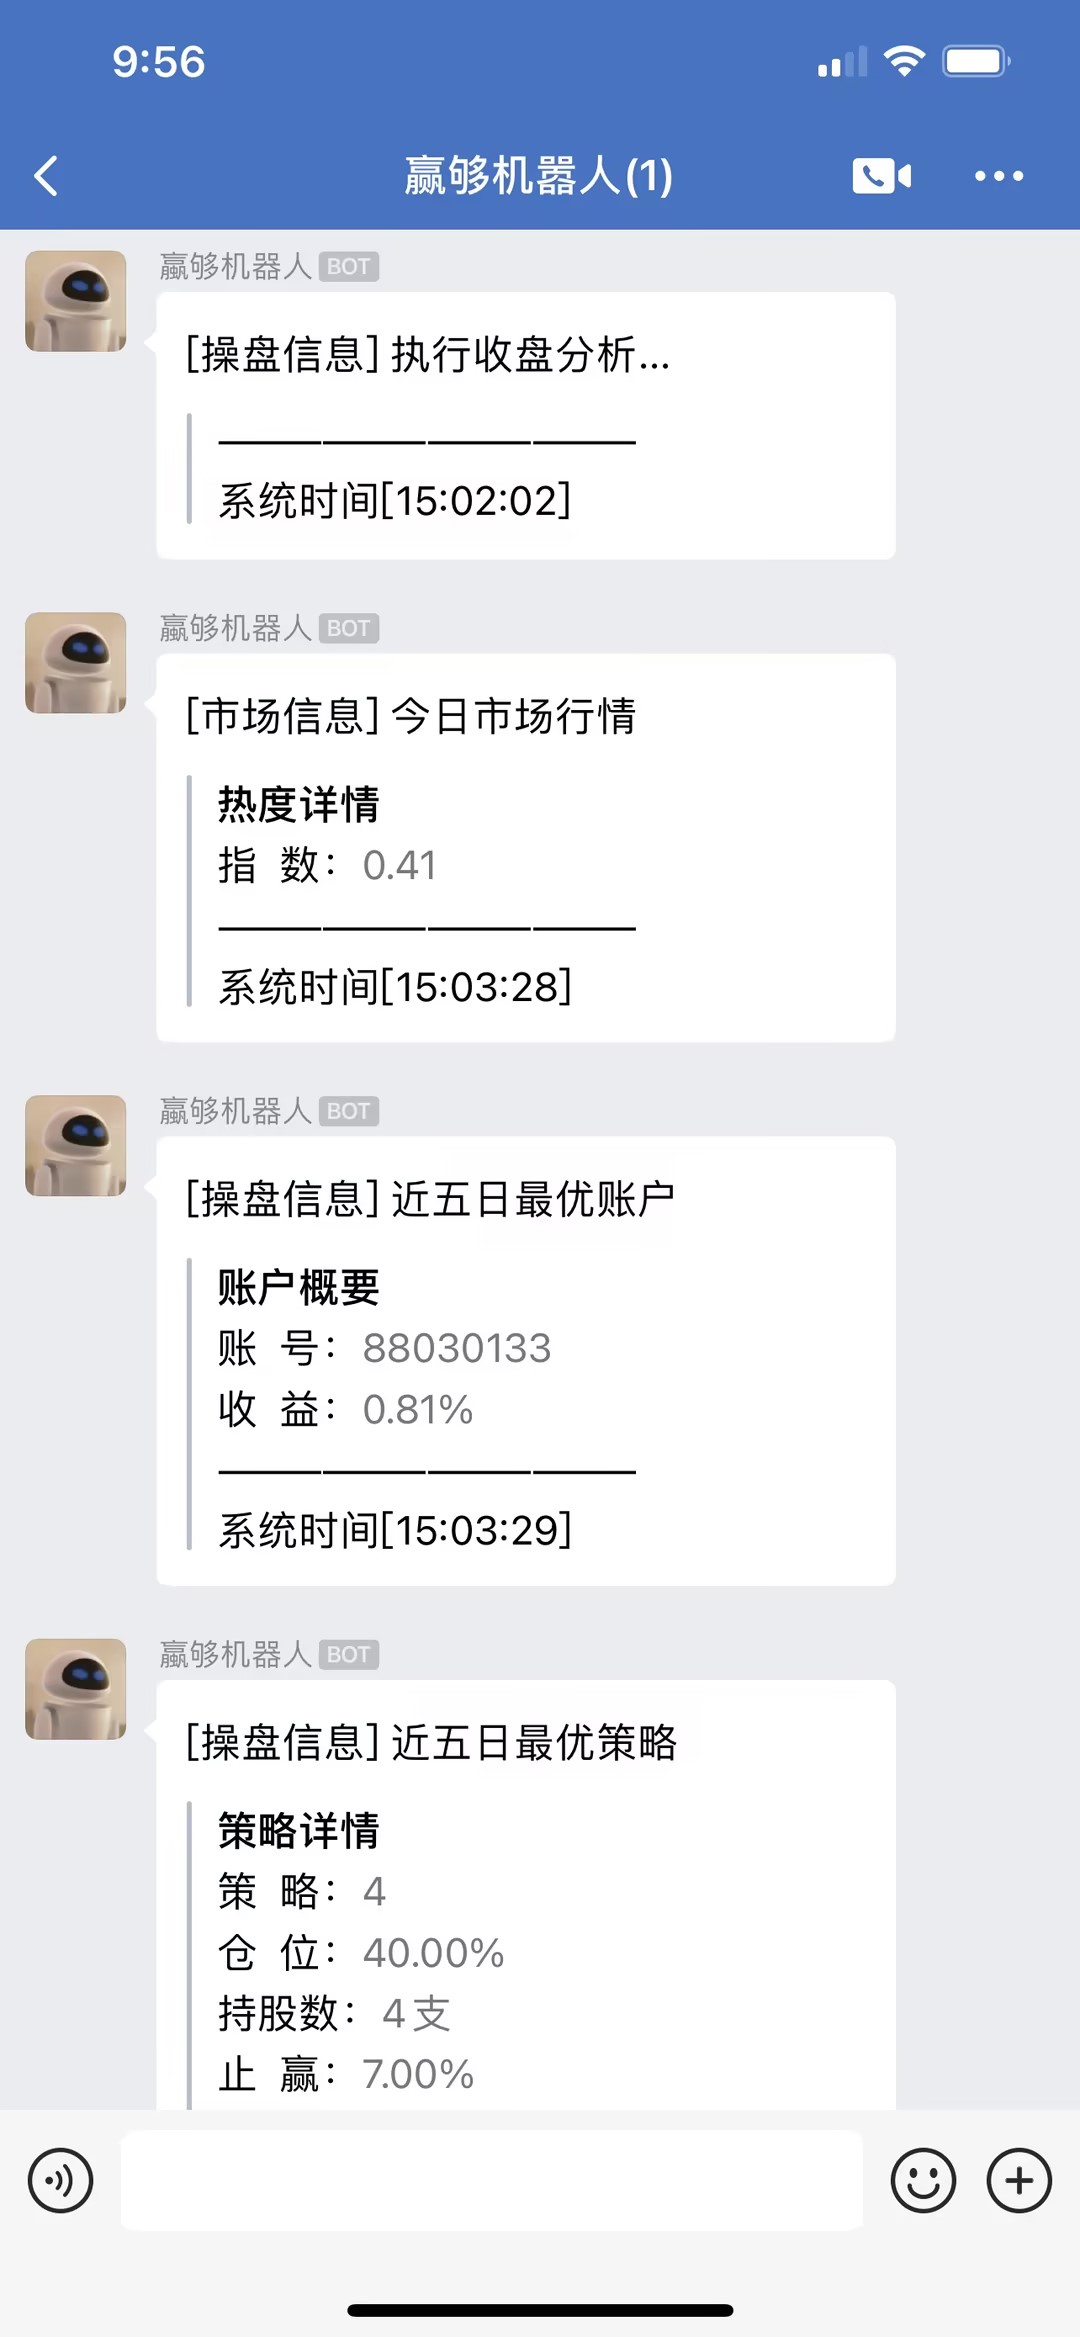 9:56
赢够机器人(1)
赢够机器人 BOT
[操盘信息] 执行收盘分析...
————————
系统时间[15:02:02]
赢够机器人 BOT
[市场信息] 今日市场行情
热度详情
指 数： 0.41
————————
系统时间[15:03:28]
赢够机器人 BOT
[操盘信息] 近五日最优账户
账户概要
账 号： 88030133
收 益： 0.81%
————————
系统时间[15:03:29]
赢够机器人 BOT
[操盘信息] 近五日最优策略
策略详情
策 略： 4
仓 位： 40.00%
持股数： 4支
止 赢： 7.00%